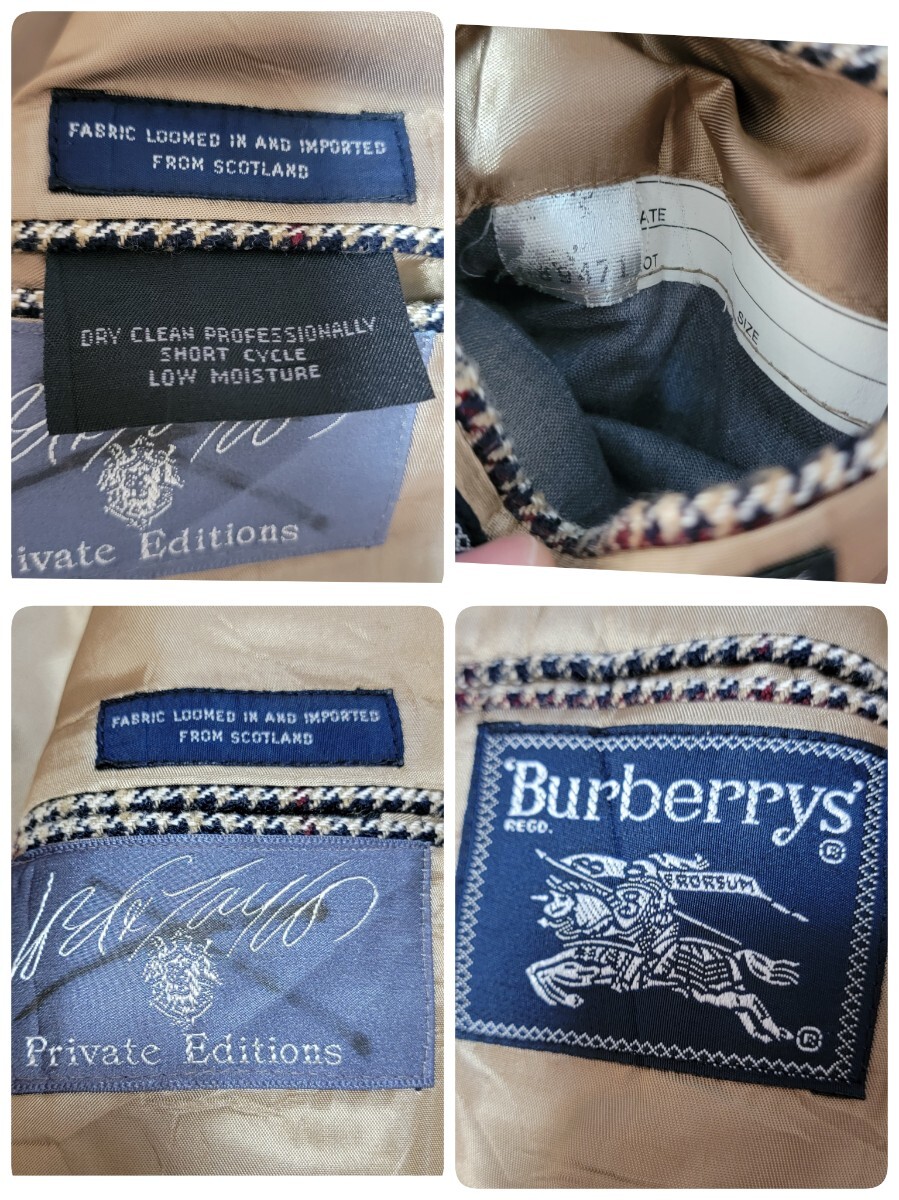 FABRIC LOOMED IN AND IMPORTED
FROM SCOTLAND
DRY CLEAN PROFESSIONALLY
SHORT CYCLE
LOW MOISTURE
ivate Editions
ATE
OT
SIZE
FABRIC LOOMED IN AND IMPORTED
FROM SCOTLAND
Private Editions
Burberrys
REGD.
®
PRORSUM
®